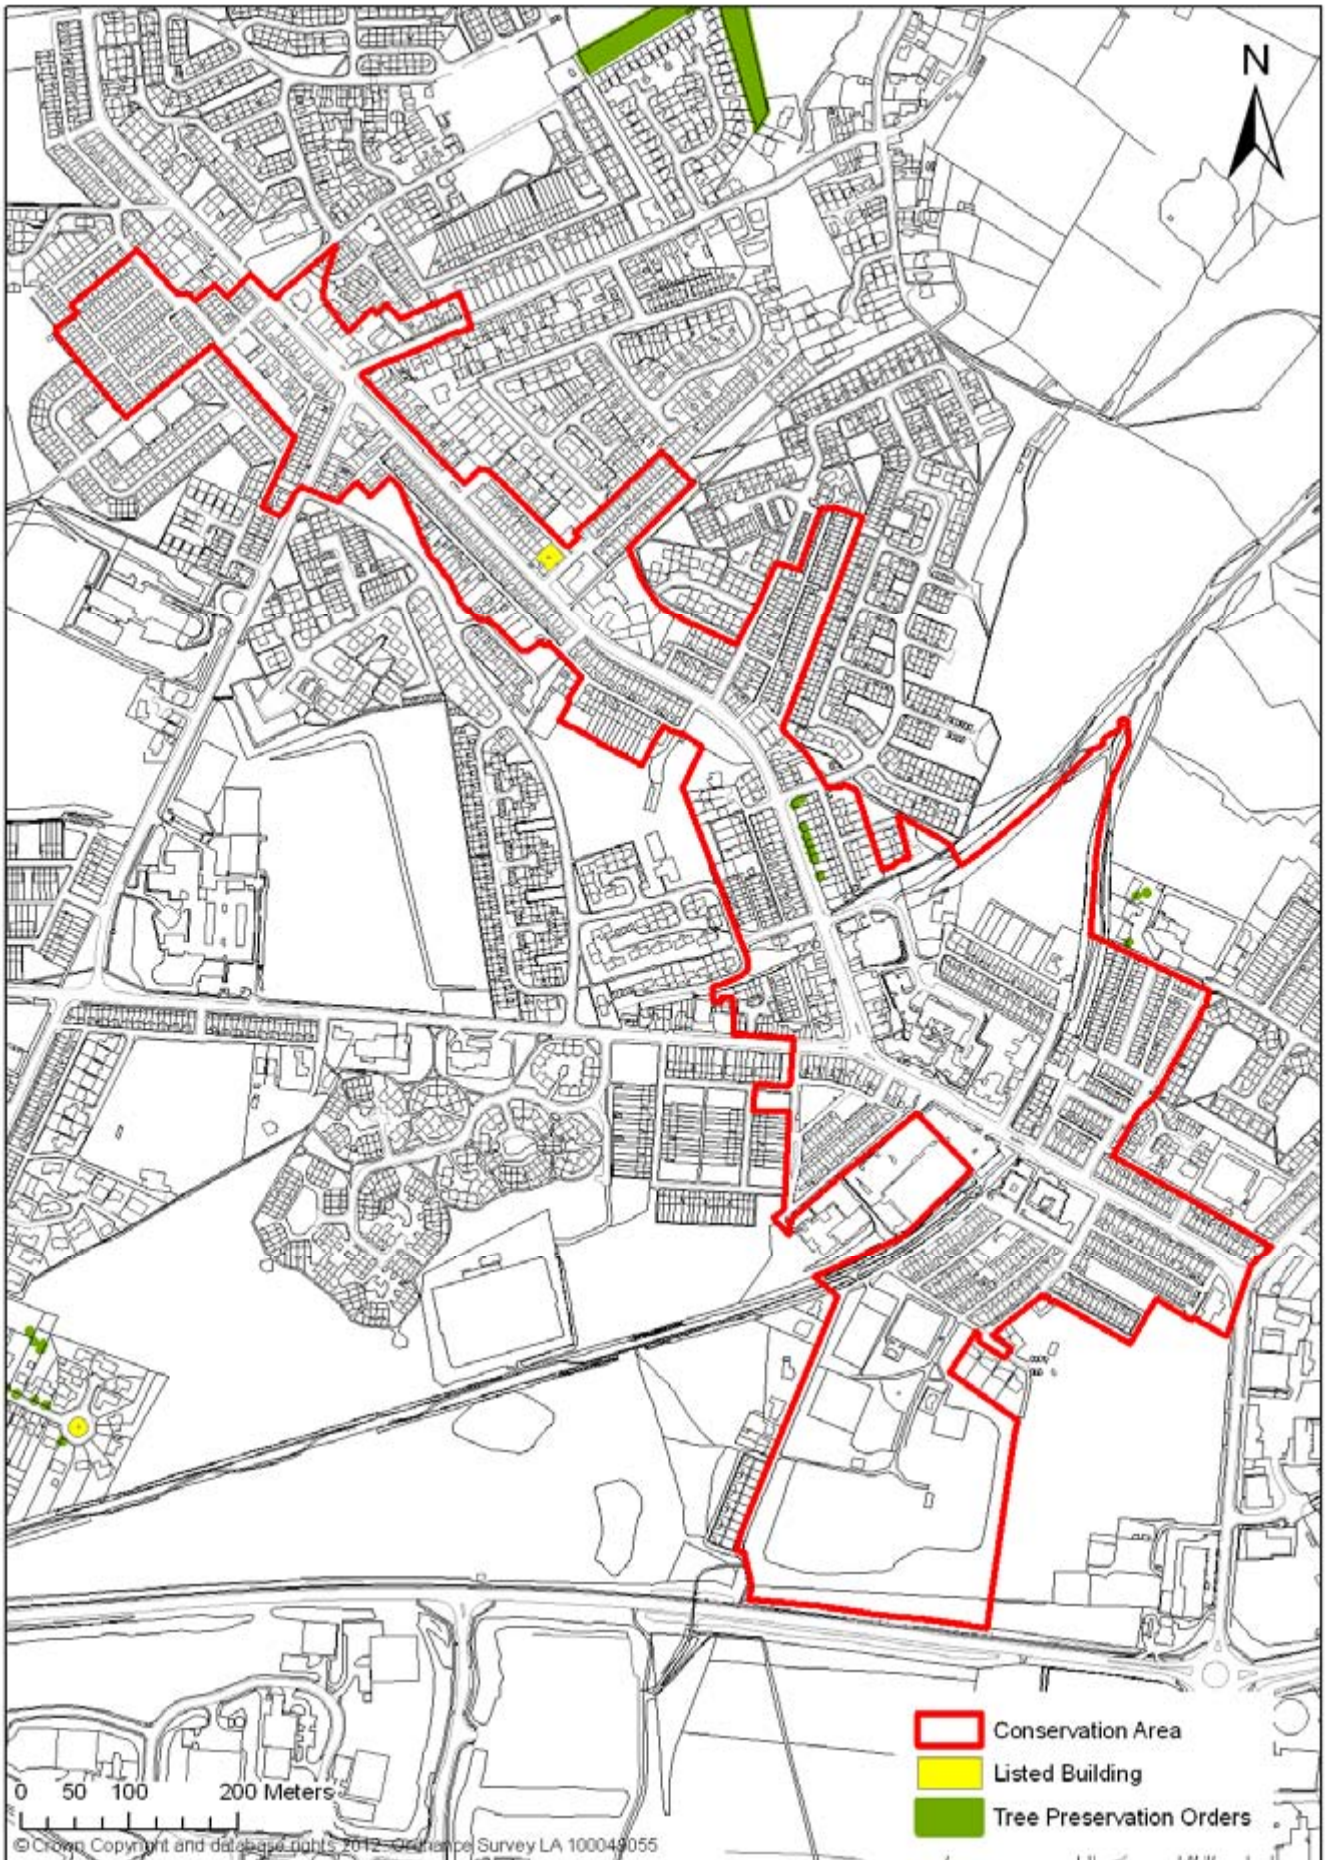 N
Conservation Area
Listed Building
Tree Preservation Orders
0 50 100 200 Meters
© Crown Copyright and database rights 2012. Ordnance Survey LA 100049055